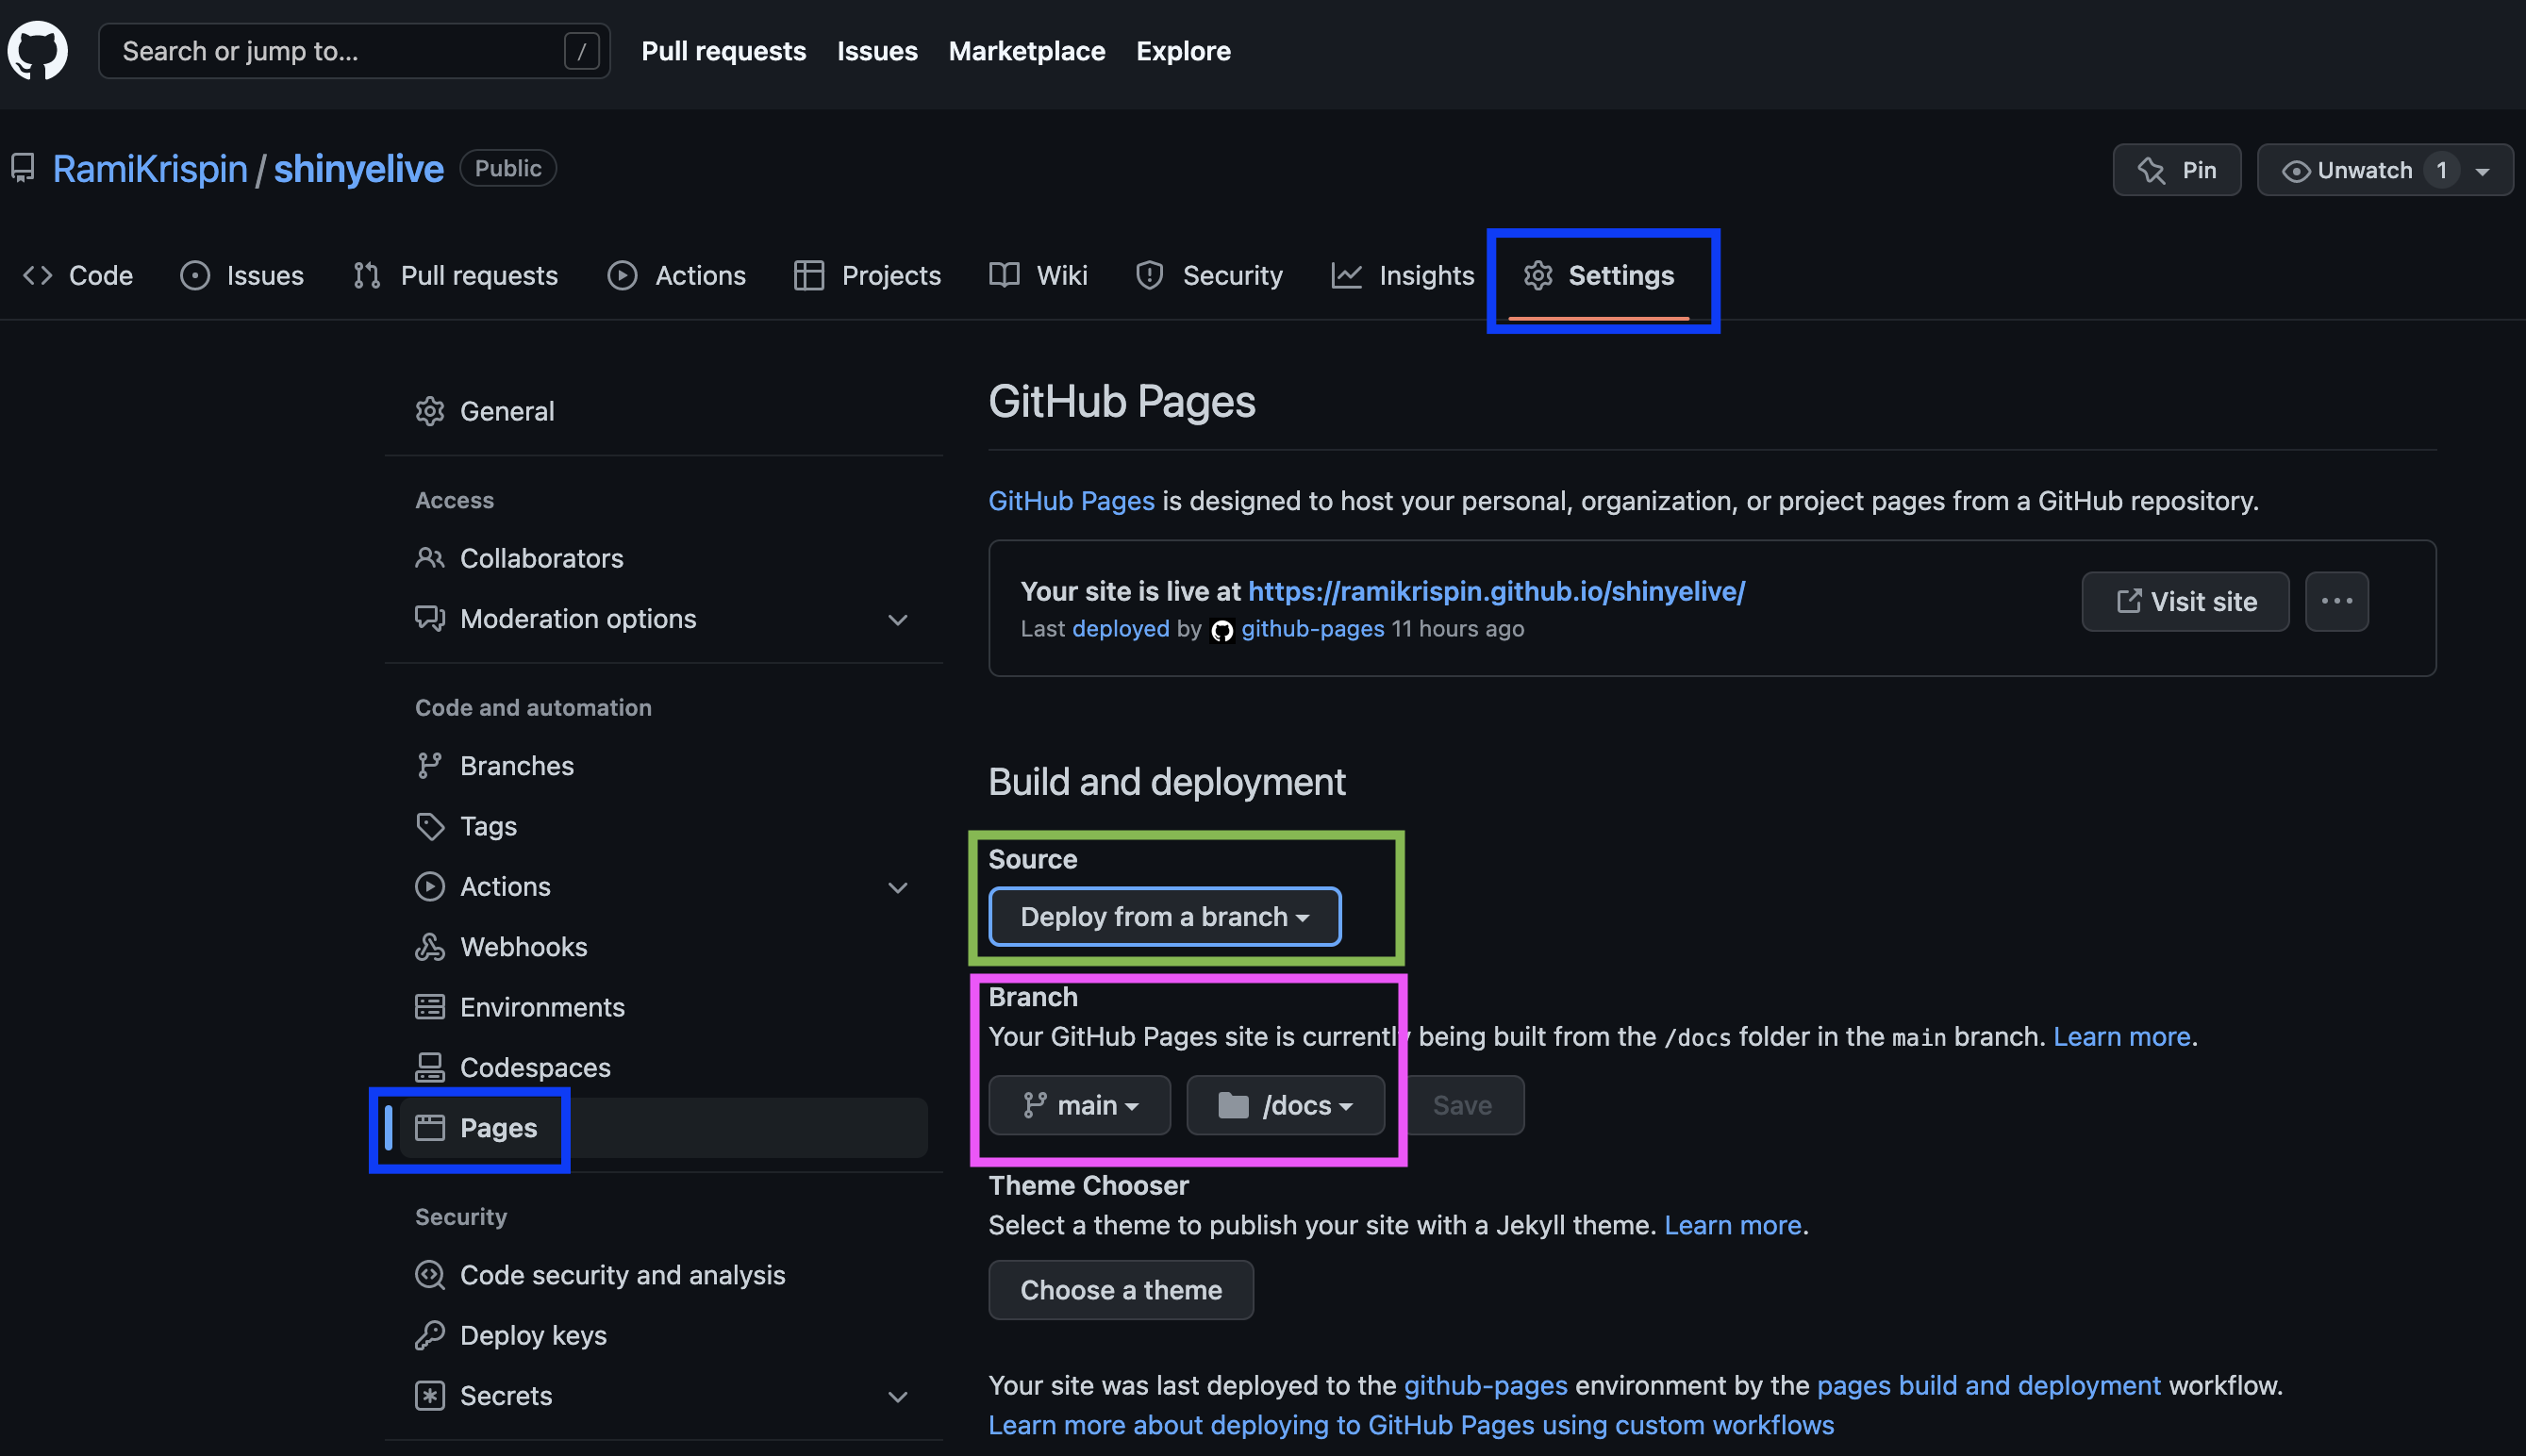 Search or jump to... / Pull requests Issues Marketplace Explore
RamiKrispin / shinyelive Public Pin Unwatch 1
Code Issues Pull requests Actions Projects Wiki Security Insights Settings
General
Access
Collaborators
Moderation options
Code and automation
Branches
Tags
Actions
Webhooks
Environments
Codespaces
Pages
Security
Code security and analysis
Deploy keys
Secrets
GitHub Pages
GitHub Pages is designed to host your personal, organization, or project pages from a GitHub repository.
Your site is live at https://ramikrispin.github.io/shinyelive/
Last deployed by github-pages 11 hours ago
Visit site ...
Build and deployment
Source
Deploy from a branch
Branch
Your GitHub Pages site is currently being built from the /docs folder in the main branch. Learn more.
main /docs Save
Theme Chooser
Select a theme to publish your site with a Jekyll theme. Learn more.
Choose a theme
Your site was last deployed to the github-pages environment by the pages build and deployment workflow.
Learn more about deploying to GitHub Pages using custom workflows